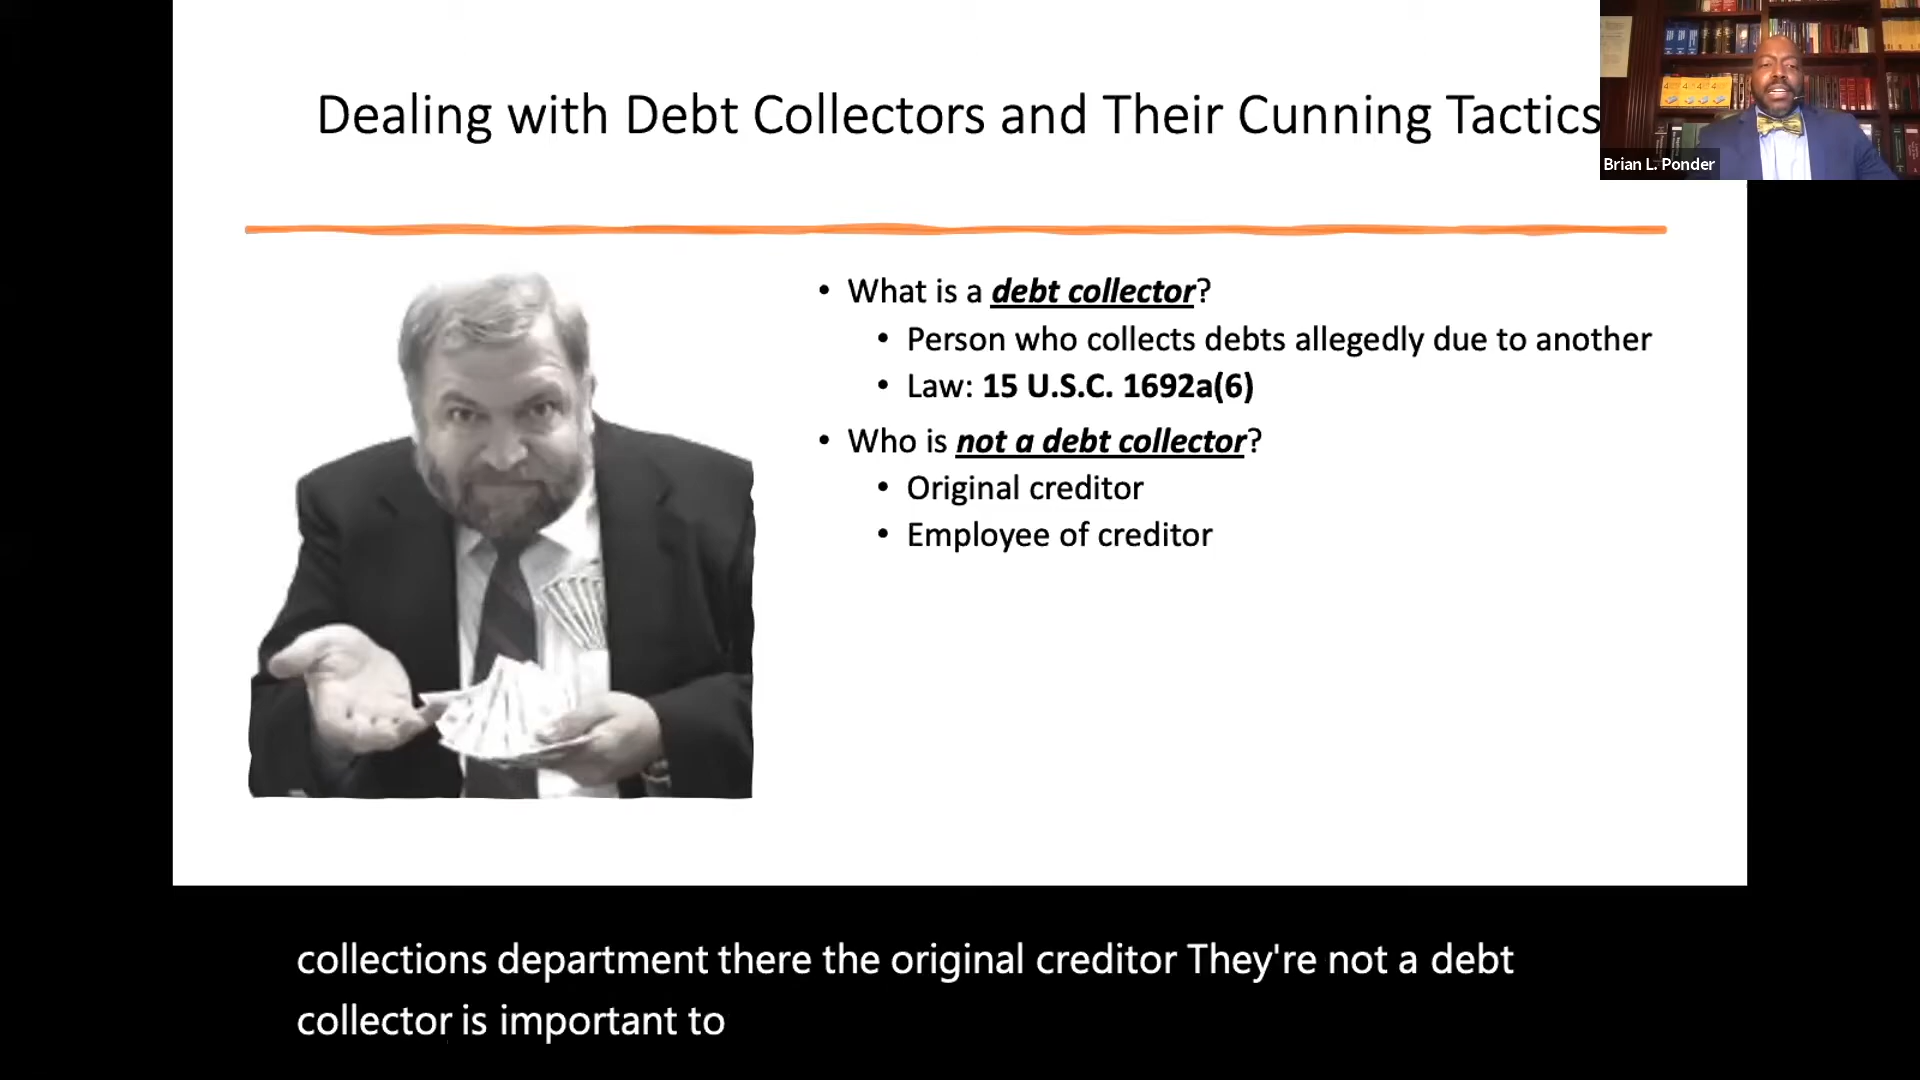 Dealing with Debt Collectors and Their Cunning Tactics
Brian L. Ponder
• What is a debt collector?
• Person who collects debts allegedly due to another
• Law: 15 U.S.C. 1692a(6)
• Who is not a debt collector?
• Original creditor
• Employee of creditor
collections department there the original creditor They're not a debt
collector is important to